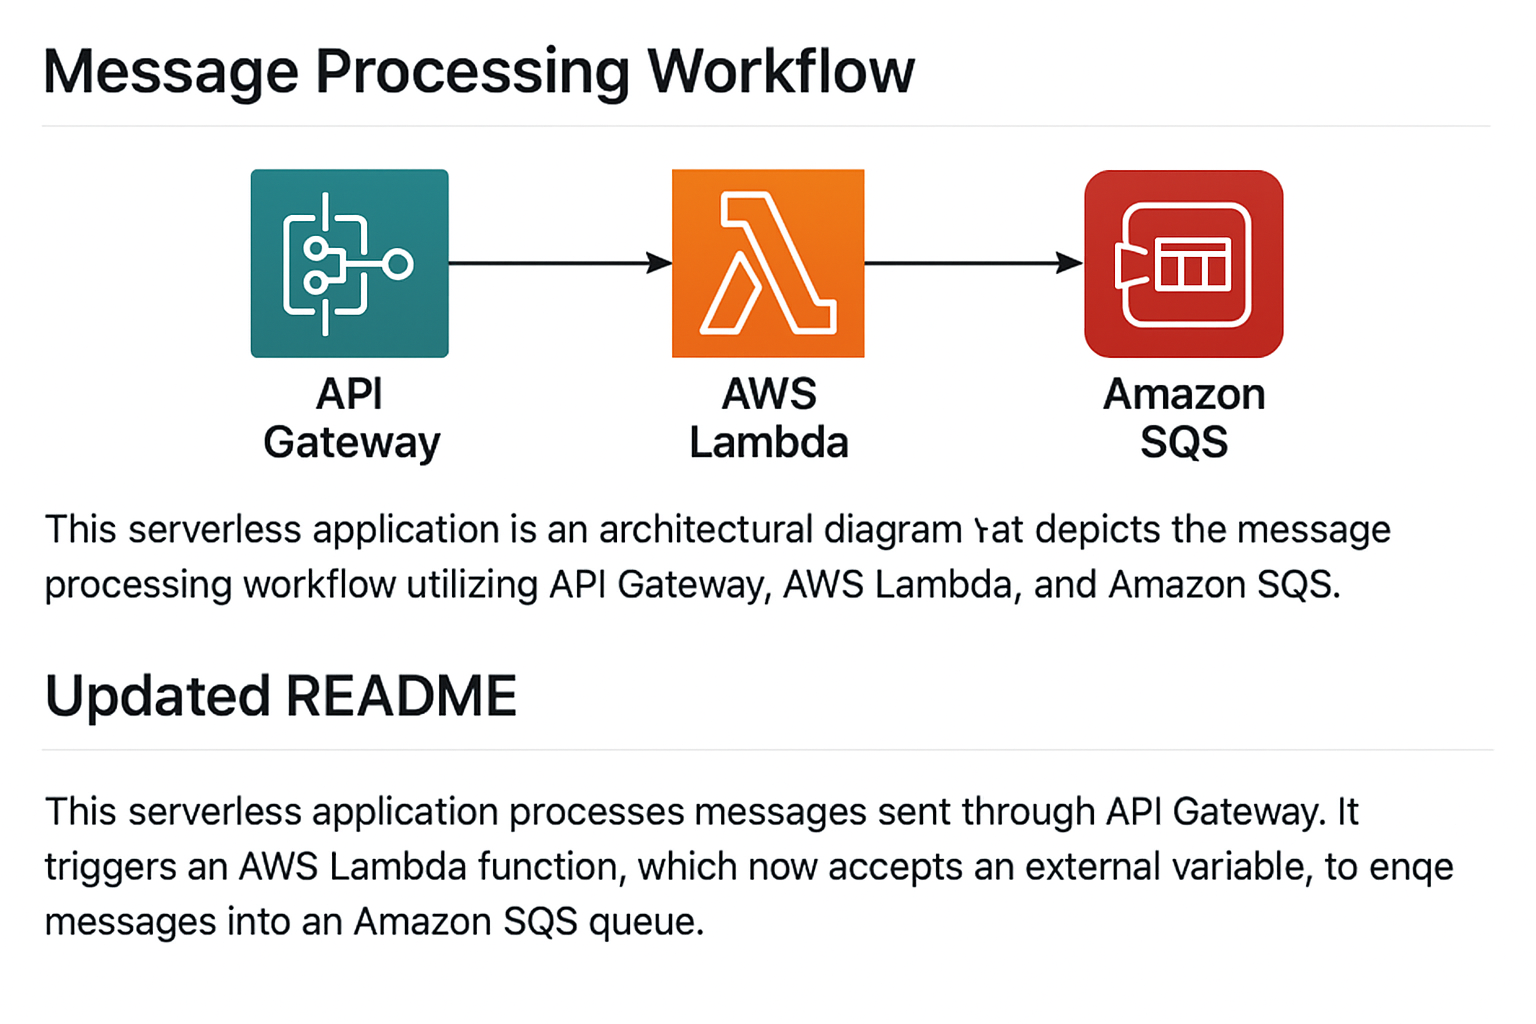 Message Processing Workflow
API
Gateway
AWS
Lambda
Amazon
SQS
This serverless application is an architectural diagram depicts the message
processing workflow utilizing API Gateway, AWS Lambda, and Amazon SQS.
Updated README
This serverless application processes messages sent through API Gateway. It
triggers an AWS Lambda function, which now accepts an external variable, to enqe
messages into an Amazon SQS queue.